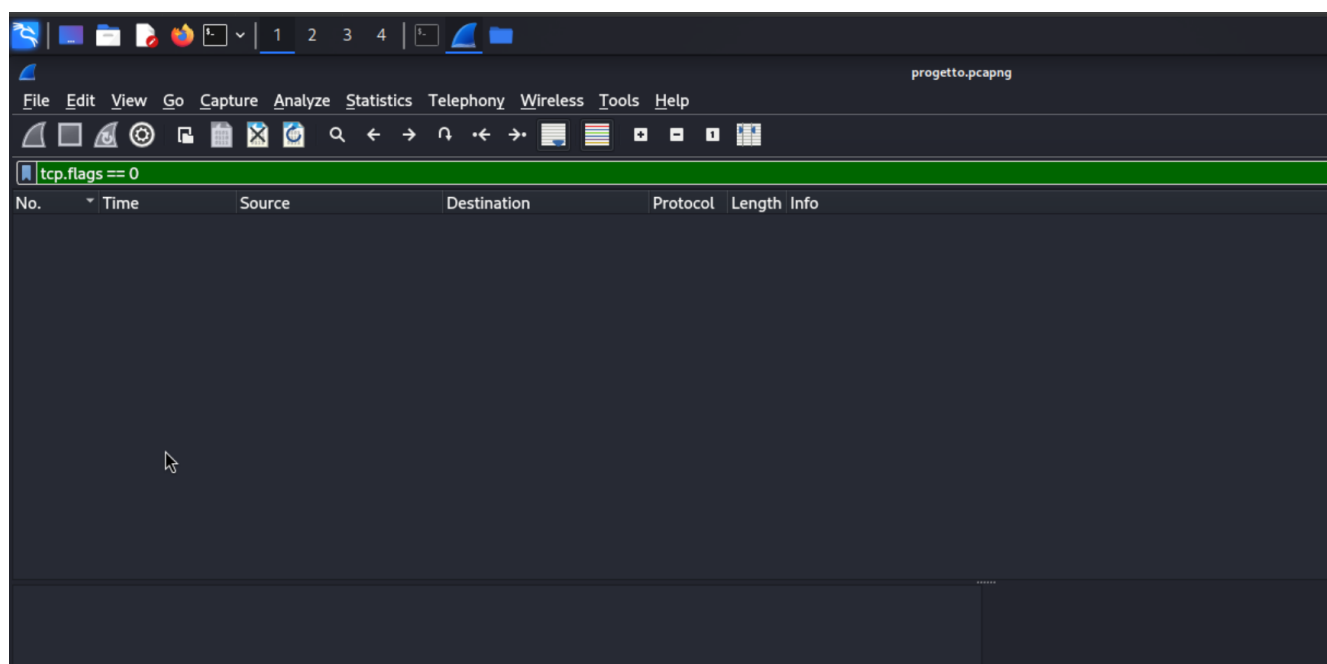 1 2 3 4
progetto.pcapng
File Edit View Go Capture Analyze Statistics Telephony Wireless Tools Help
tcp.flags == 0
No. Time Source Destination Protocol Length Info